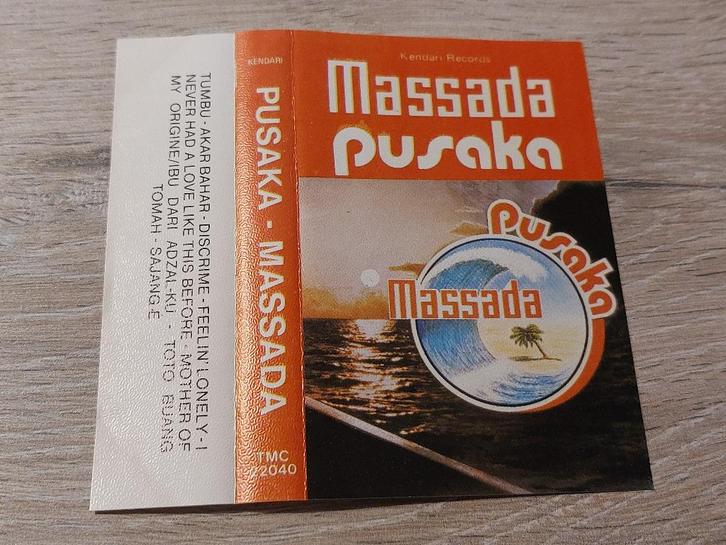 TUMBU - AKAR BAHAR - DISCRIME - FEELIN' LONELY - I
NEVER HAD A LOVE LIKE THIS BEFORE - MOTHER OF
MY ORIGINE/IBU DARI ADZAL-KU - TOTO BUANG
TOMAH - SAJANG É
KENDARI
PUSAKA - MASSADA
TMC
22040
Kendari Records
Massada
pusaka
Pusaka
Massada